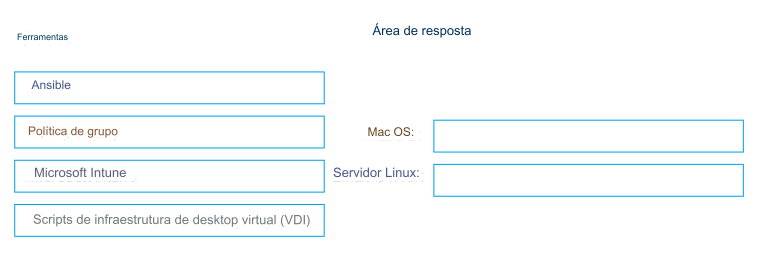 Ferramentas
Área de resposta
Ansible
Política de grupo
Mac OS:
Microsoft Intune
Servidor Linux:
Scripts de infraestrutura de desktop virtual (VDI)